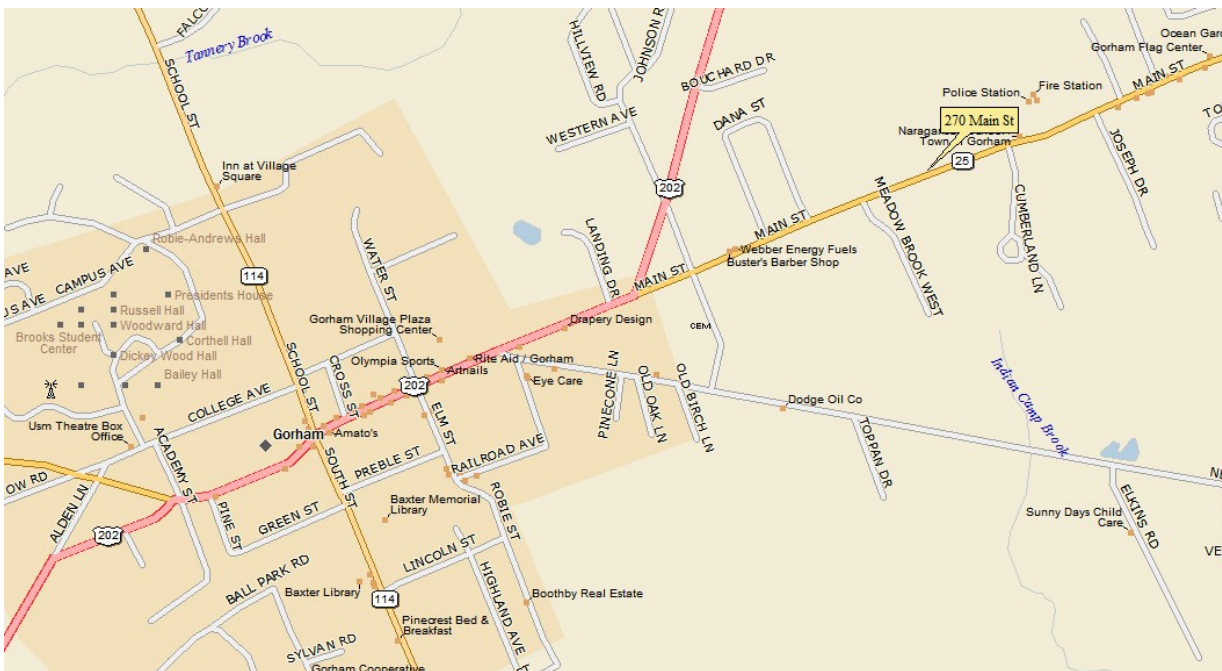 FALCO
Tannery Brook
SCHOOL ST
HILLVIEW RD
JOHNSON R
BOUCHARD DR
WESTERN AVE
DANA ST
Ocean Gard
Gorham Flag Center
MAIN ST
Police Station
Fire Station
270 Main St
Town of Gorham
25
TO
JOSEPH DR
Inn at Village
Square
202
MEADOW BROOK WEST
CUMBERLAND LN
Robie-Andrews Hall
WATER ST
LANDING DR
MAIN ST
Webber Energy Fuels
Buster's Barber Shop
AVE
US AVE
CAMPUS AVE
114
MAIN ST
Presidents House
Russell Hall
Woodward Hall
Brooks Student
Center
Corthell Hall
Dickey Wood Hall
Bailey Hall
Gorham Village Plaza
Shopping Center
Drapery Design
CEM
SCHOOL ST
CROSS ST
Olympia Sports
Artnails
Rite Aid / Gorham
Eye Care
202
PINECONE LN
OLD OAK LN
OLD BIRCH LN
Indian Camp Brook
COLLEGE AVE
Dodge Oil Co
Usm Theatre Box
Office
Gorham
Amato's
ELM ST
TOPPAN DR
OW RD
ACADEMY ST
SOUTH ST
PREBLE ST
RAILROAD AVE
NE
ALDEN LN
PINE ST
GREEN ST
Baxter Memorial
Library
ROBIE ST
Sunny Days Child
Care
ELKINS RD
202
LINCOLN ST
VE
BALL PARK RD
HIGHLAND AVE
Baxter Library
114
Boothby Real Estate
Pinecrest Bed &
Breakfast
SYLVAN RD
Gorham Cooperative